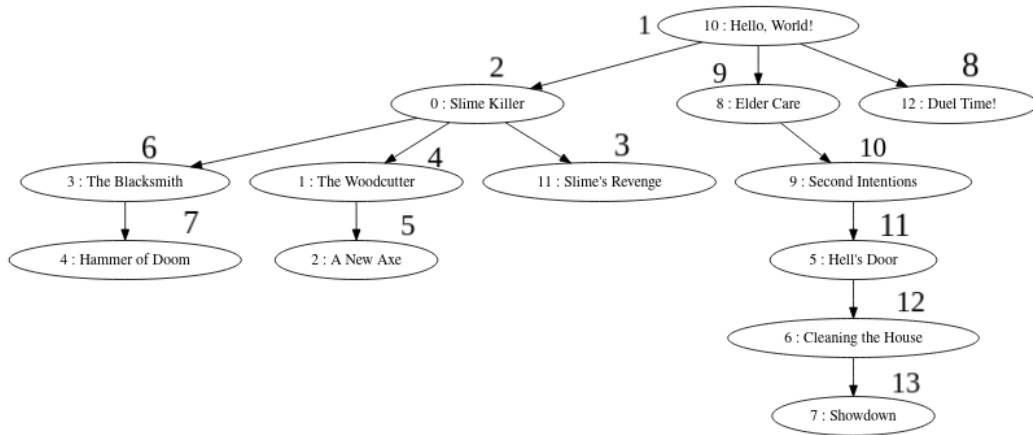 1
10 : Hello, World!
2
9
8
0 : Slime Killer
8 : Elder Care
12 : Duel Time!
6
4
3
10
3 : The Blacksmith
1 : The Woodcutter
11 : Slime's Revenge
9 : Second Intentions
7
5
11
4 : Hammer of Doom
2 : A New Axe
5 : Hell's Door
12
6 : Cleaning the House
13
7 : Showdown